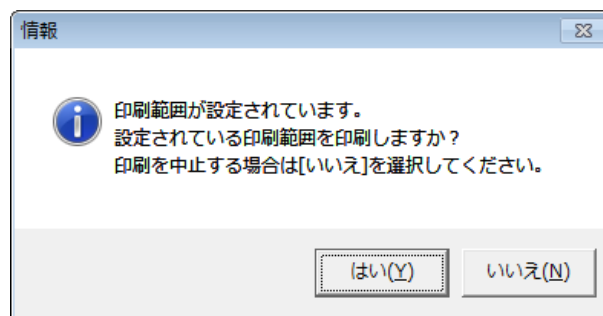 情報
印刷範囲が設定されています。
設定されている印刷範囲を印刷しますか？
印刷を中止する場合は[いいえ]を選択してください。
はい(Y)
いいえ(N)